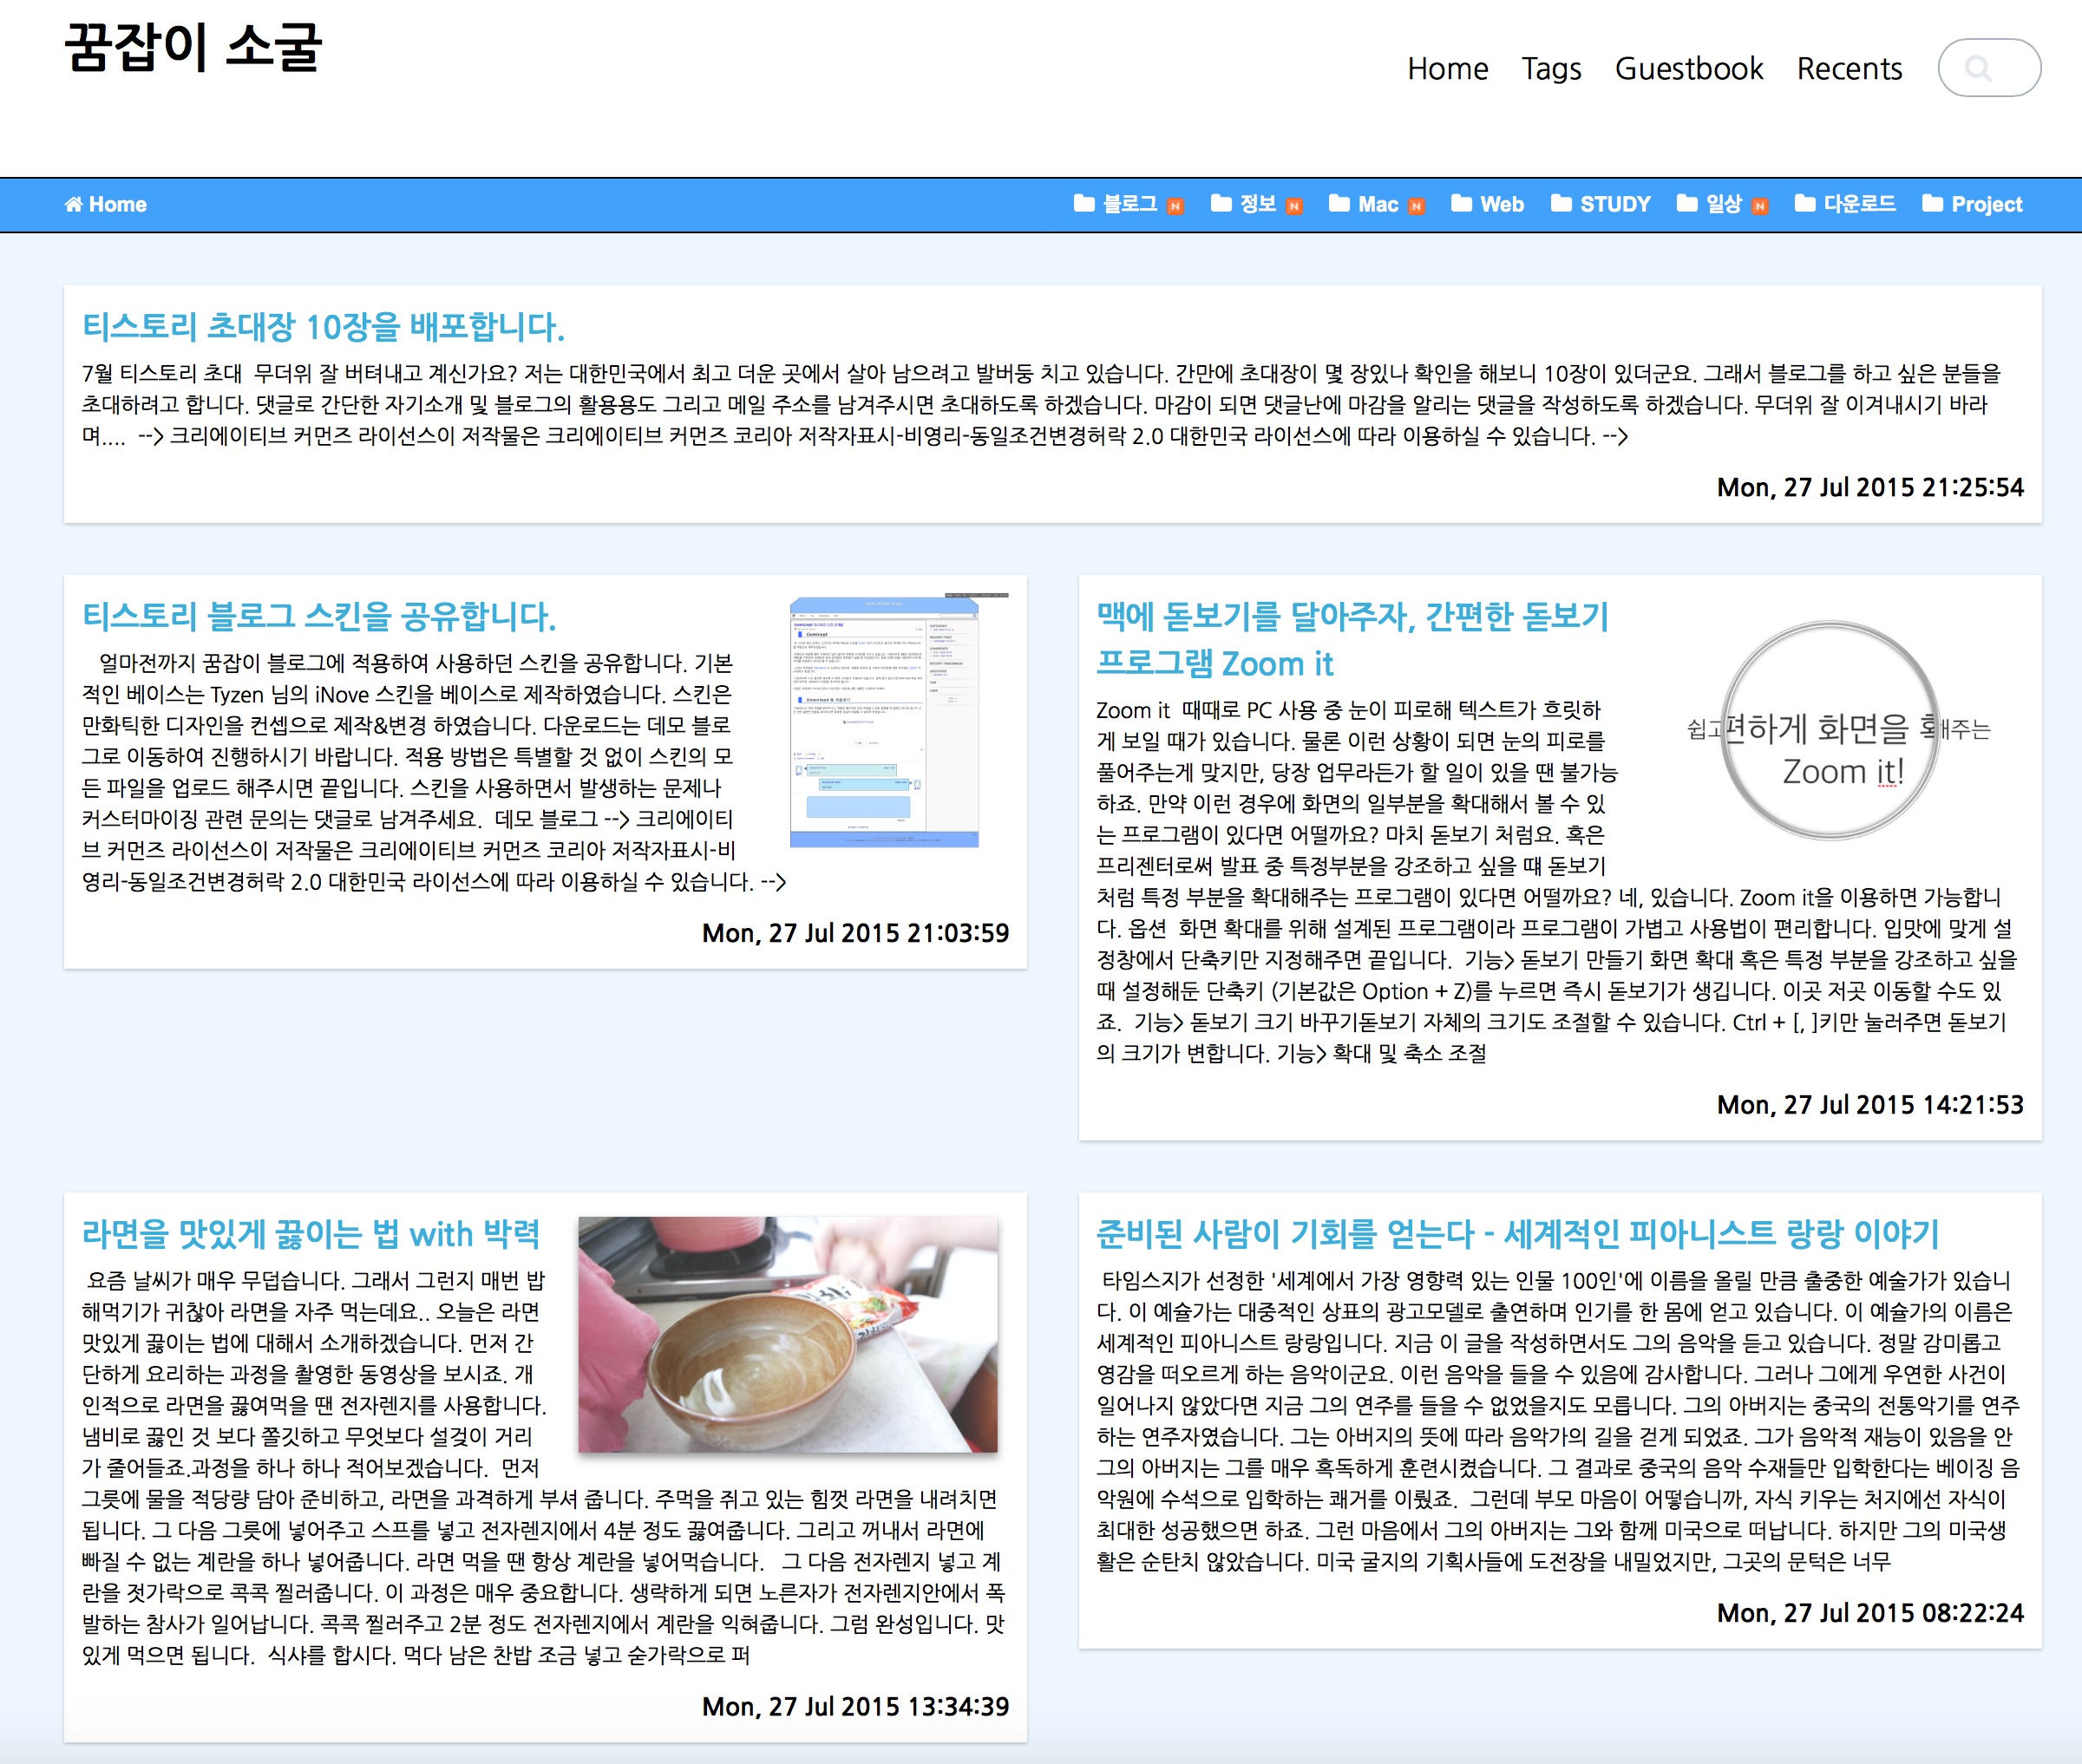 꿈잡이 소굴
Home Tags Guestbook Recents
Home
블로그 N 정보 N Mac N Web STUDY 일상 N 다운로드 Project
티스토리 초대장 10장을 배포합니다.
7월 티스토리 초대 무더위 잘 버텨내고 계신가요? 저는 대한민국에서 최고 더운 곳에서 살아 남으려고 발버둥 치고 있습니다. 간만에 초대장이 몇 장있나 확인을 해보니 10장이 있더군요. 그래서 블로그를 하고 싶은 분들을
초대하려고 합니다. 댓글로 간단한 자기소개 및 블로그의 활용용도 그리고 메일 주소를 남겨주시면 초대하도록 하겠습니다. 마감이 되면 댓글난에 마감을 알리는 댓글을 작성하도록 하겠습니다. 무더위 잘 이겨내시기 바라
며.... --> 크리에이티브 커먼즈 라이선스이 저작물은 크리에이티브 커먼즈 코리아 저작자표시-비영리-동일조건변경허락 2.0 대한민국 라이선스에 따라 이용하실 수 있습니다. -->
Mon, 27 Jul 2015 21:25:54
티스토리 블로그 스킨을 공유합니다.
얼마전까지 꿈잡이 블로그에 적용하여 사용하던 스킨을 공유합니다. 기본
적인 베이스는 Tyzen 님의 iNove 스킨을 베이스로 제작하였습니다. 스킨은
만화틱한 디자인을 컨셉으로 제작&변경 하였습니다. 다운로드는 데모 블로
그로 이동하여 진행하시기 바랍니다. 적용 방법은 특별할 것 없이 스킨의 모
든 파일을 업로드 해주시면 끝입니다. 스킨을 사용하면서 발생하는 문제나
커스터마이징 관련 문의는 댓글로 남겨주세요. 데모 블로그 --> 크리에이티
브 커먼즈 라이선스이 저작물은 크리에이티브 커먼즈 코리아 저작자표시-비
영리-동일조건변경허락 2.0 대한민국 라이선스에 따라 이용하실 수 있습니다. -->
Mon, 27 Jul 2015 21:03:59
맥에 돋보기를 달아주자, 간편한 돋보기
프로그램 Zoom it
쉽고 편하게 화면을 확 해주는
Zoom it!
Zoom it 때때로 PC 사용 중 눈이 피로해 텍스트가 흐릿하
게 보일 때가 있습니다. 물론 이런 상황이 되면 눈의 피로를
풀어주는게 맞지만, 당장 업무라든가 할 일이 있을 땐 불가능
하죠. 만약 이런 경우에 화면의 일부분을 확대해서 볼 수 있
는 프로그램이 있다면 어떨까요? 마치 돋보기 처럼요. 혹은
프리젠터로써 발표 중 특정부분을 강조하고 싶을 떄 돋보기
처럼 특정 부분을 확대해주는 프로그램이 있다면 어떨까요? 네, 있습니다. Zoom it을 이용하면 가능합니
다. 옵션 화면 확대를 위해 설계된 프로그램이라 프로그램이 가볍고 사용법이 편리합니다. 입맛에 맞게 설
정창에서 단축키만 지정해주면 끝입니다. 기능> 돋보기 만들기 화면 확대 혹은 특정 부분을 강조하고 싶을
때 설정해둔 단축키 (기본값은 Option + Z)를 누르면 즉시 돋보기가 생깁니다. 이곳 저곳 이동할 수도 있
죠. 기능> 돋보기 크기 바꾸기돋보기 자체의 크기도 조절할 수 있습니다. Ctrl + [, ]키만 눌러주면 돋보기
의 크기가 변합니다. 기능> 확대 및 축소 조절
Mon, 27 Jul 2015 14:21:53
라면을 맛있게 끓이는 법 with 박력
요즘 날씨가 매우 무덥습니다. 그래서 그런지 매번 밥
해먹기가 귀찮아 라면을 자주 먹는데요.. 오늘은 라면
맛있게 끓이는 법에 대해서 소개하겠습니다. 먼저 간
단하게 요리하는 과정을 촬영한 동영상을 보시죠. 개
인적으로 라면을 끓여먹을 땐 전자렌지를 사용합니다.
냄비로 끓인 것 보다 쫄깃하고 무엇보다 설겆이 거리
가 줄어들죠.과정을 하나 하나 적어보겠습니다. 먼저
그릇에 물을 적당량 담아 준비하고, 라면을 과격하게 부셔 줍니다. 주먹을 쥐고 있는 힘껏 라면을 내려치면
됩니다. 그 다음 그릇에 넣어주고 스프를 넣고 전자렌지에서 4분 정도 끓여줍니다. 그리고 꺼내서 라면에
빠질 수 없는 계란을 하나 넣어줍니다. 라면 먹을 땐 항상 계란을 넣어먹습니다. 그 다음 전자렌지 넣고 계
란을 젓가락으로 콕콕 찔러줍니다. 이 과정은 매우 중요합니다. 생략하게 되면 노른자가 전자렌지안에서 폭
발하는 참사가 일어납니다. 콕콕 찔러주고 2분 정도 전자렌지에서 계란을 익혀줍니다. 그럼 완성입니다. 맛
있게 먹으면 됩니다. 식샤를 합시다. 먹다 남은 찬밥 조금 넣고 숟가락으로 퍼
Mon, 27 Jul 2015 13:34:39
준비된 사람이 기회를 얻는다 - 세계적인 피아니스트 랑랑 이야기
타임스지가 선정한 '세계에서 가장 영향력 있는 인물 100인'에 이름을 올릴 만큼 출중한 예술가가 있습니
다. 이 예술가는 대중적인 상표의 광고모델로 출연하며 인기를 한 몸에 얻고 있습니다. 이 예술가의 이름은
세계적인 피아니스트 랑랑입니다. 지금 이 글을 작성하면서도 그의 음악을 듣고 있습니다. 정말 감미롭고
영감을 떠오르게 하는 음악이군요. 이런 음악을 들을 수 있음에 감사합니다. 그러나 그에게 우연한 사건이
일어나지 않았다면 지금 그의 연주를 들을 수 없었을지도 모릅니다. 그의 아버지는 중국의 전통악기를 연주
하는 연주자였습니다. 그는 아버지의 뜻에 따라 음악가의 길을 걷게 되었죠. 그가 음악적 재능이 있음을 안
그의 아버지는 그를 매우 혹독하게 훈련시켰습니다. 그 결과로 중국의 음악 수재들만 입학한다는 베이징 음
악원에 수석으로 입학하는 쾌거를 이뤘죠. 그런데 부모 마음이 어떻습니까, 자식 키우는 처지에선 자식이
최대한 성공했으면 하죠. 그런 마음에서 그의 아버지는 그와 함께 미국으로 떠납니다. 하지만 그의 미국생
활은 순탄치 않았습니다. 미국 굴지의 기획사들에 도전장을 내밀었지만, 그곳의 문턱은 너무
Mon, 27 Jul 2015 08:22:24